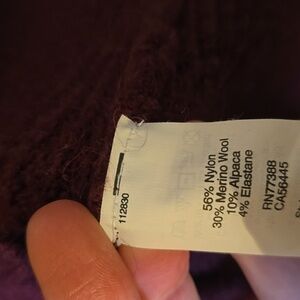 56% Nylon
30% Merino Wool
10% Alpaca
4% Elastane
RN77388
CA56445
112830